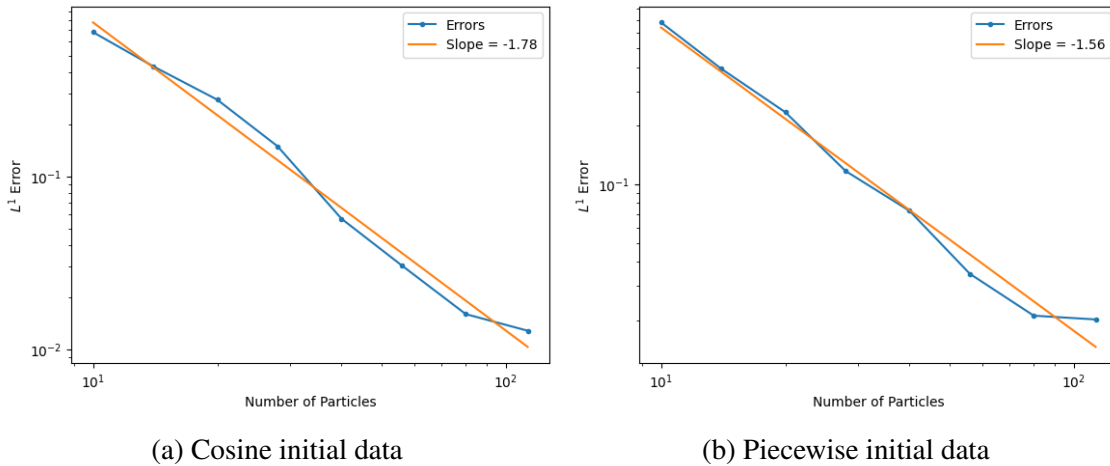 Errors
Slope = -1.78
10⁻¹
10⁻²
L¹ Error
10¹
10²
Number of Particles
(a) Cosine initial data
Errors
Slope = -1.56
10⁻¹
L¹ Error
10¹
10²
Number of Particles
(b) Piecewise initial data